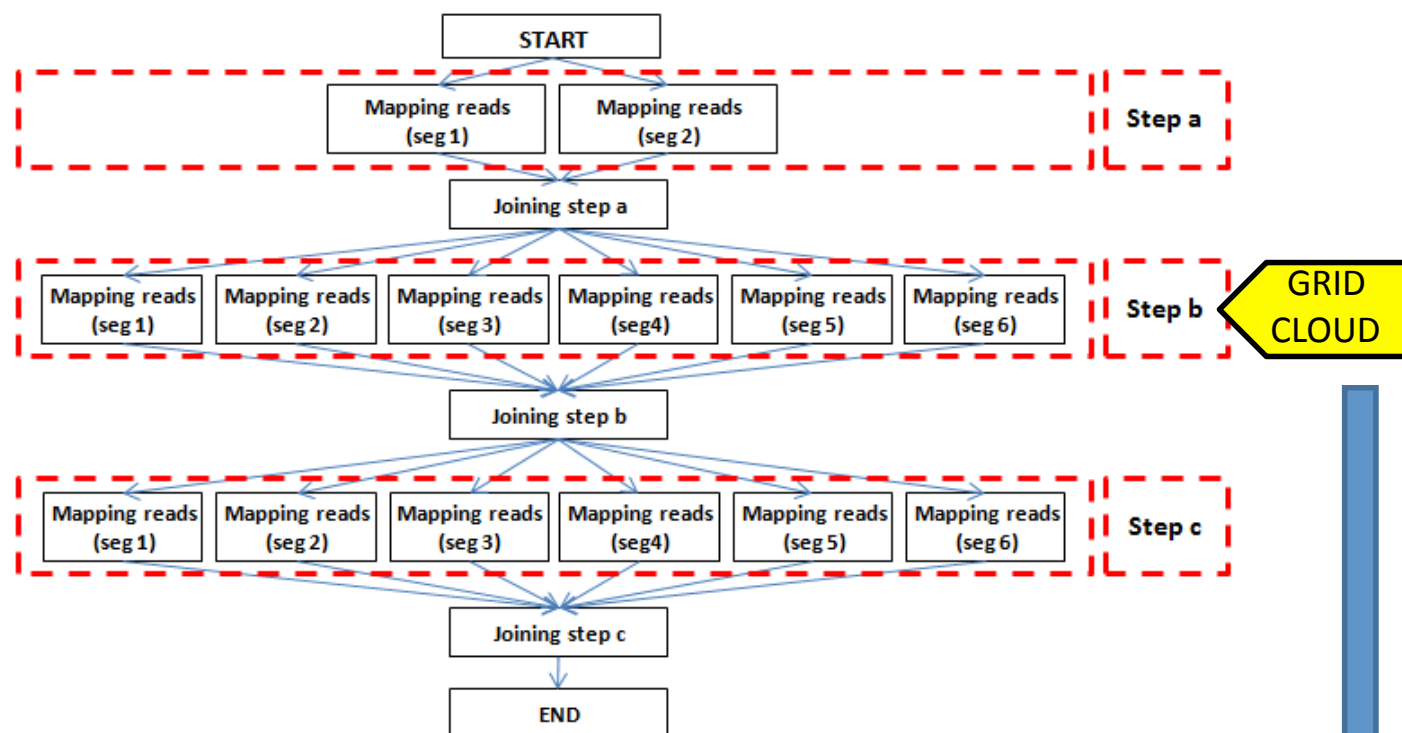 START
Mapping reads
(seg 1)
Mapping reads
(seg 2)
Step a
Joining step a
Mapping reads
(seg 1)
Mapping reads
(seg 2)
Mapping reads
(seg 3)
Mapping reads
(seg4)
Mapping reads
(seg 5)
Mapping reads
(seg 6)
Step b
GRID
CLOUD
Joining step b
Mapping reads
(seg 1)
Mapping reads
(seg 2)
Mapping reads
(seg 3)
Mapping reads
(seg4)
Mapping reads
(seg 5)
Mapping reads
(seg 6)
Step c
Joining step c
END